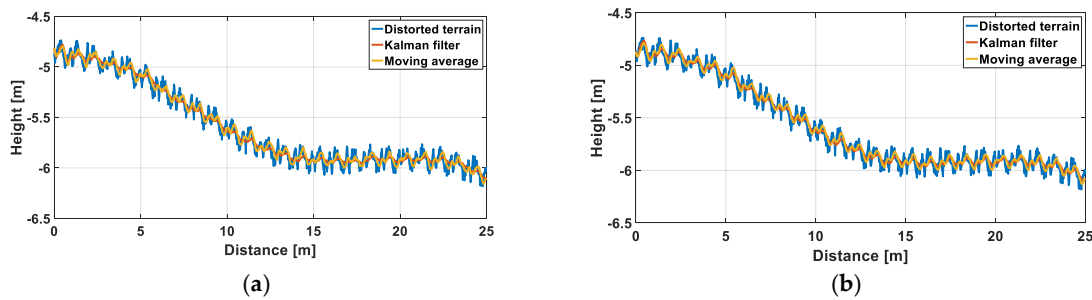 -4.5
-5
-5.5
-6
-6.5
Height [m]
Distorted terrain
Kalman filter
Moving average
0 5 10 15 20 25
Distance [m]
(a)
-4.5
-5
-5.5
-6
-6.5
Height [m]
Distorted terrain
Kalman filter
Moving average
0 5 10 15 20 25
Distance [m]
(b)